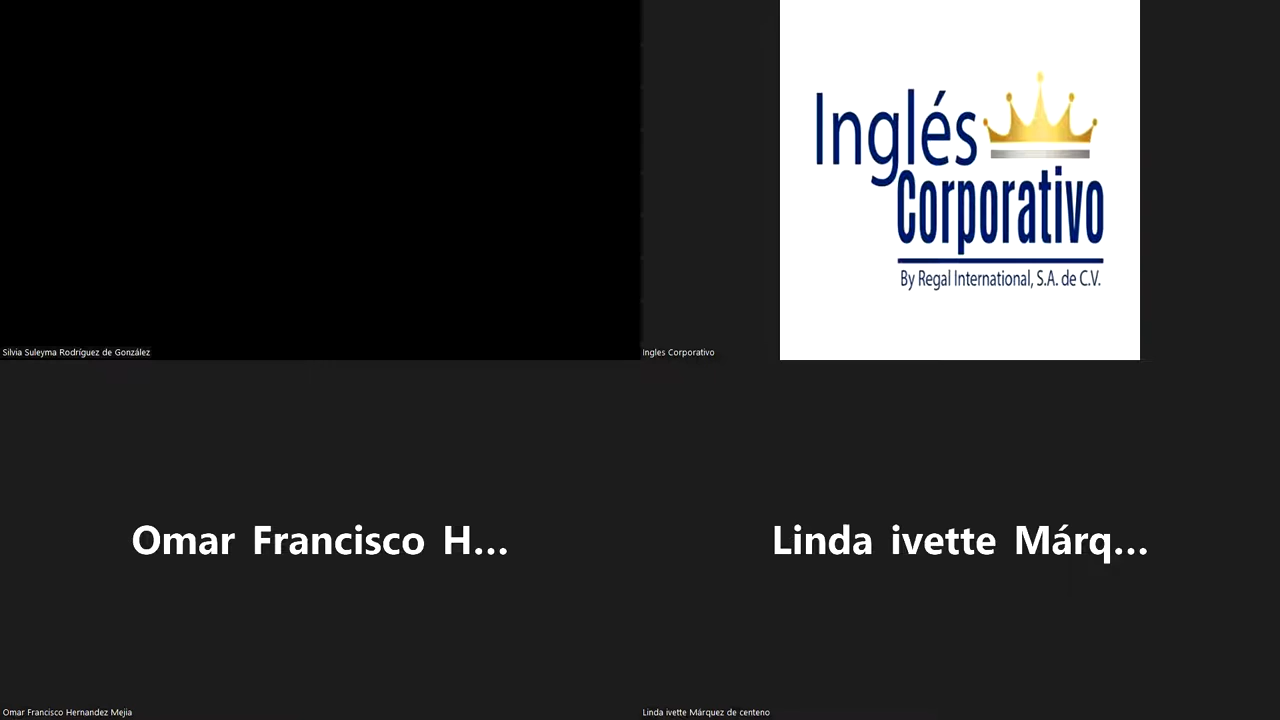 Inglés
Corporativo
By Regal International, S.A. de C.V.
Silvia Suleyma Rodríguez de González
Ingles Corporativo
Omar Francisco H...
Linda ivette Márq...
Omar Francisco Hernandez Mejia
Linda ivette Márquez de centeno